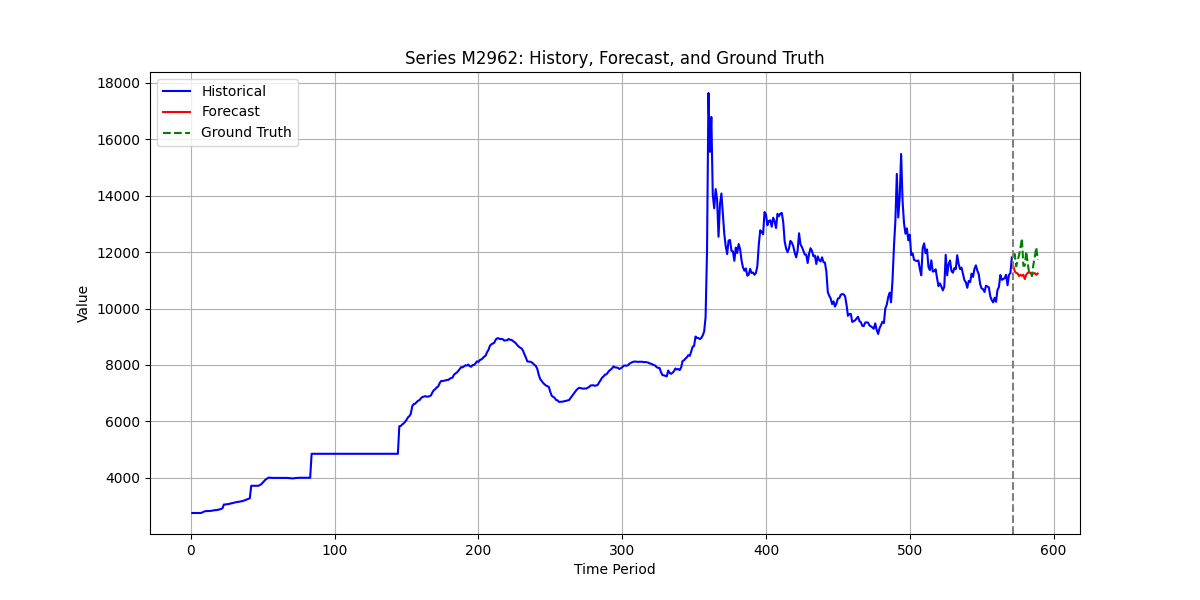 Series M2962: History, Forecast, and Ground Truth
Historical
Forecast
Ground Truth
18000
16000
14000
12000
10000
8000
6000
4000
Value
0 100 200 300 400 500 600
Time Period